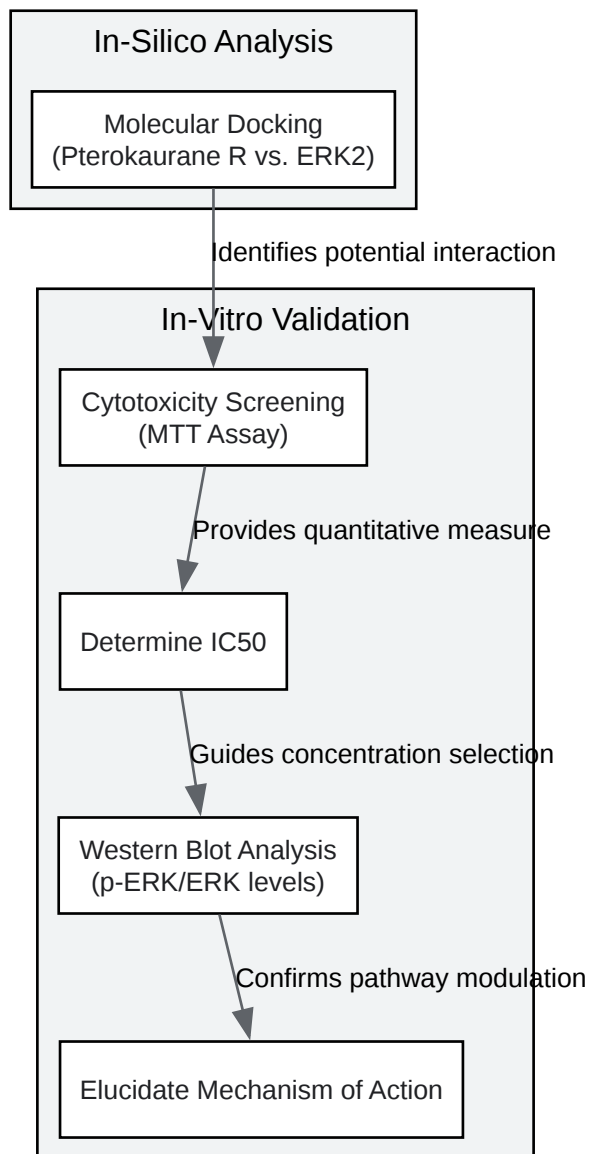 In-Silico Analysis
Molecular Docking
(Pterokaurane R vs. ERK2)
Identifies potential interaction
In-Vitro Validation
Cytotoxicity Screening
(MTT Assay)
Provides quantitative measure
Determine IC50
Guides concentration selection
Western Blot Analysis
(p-ERK/ERK levels)
Confirms pathway modulation
Elucidate Mechanism of Action